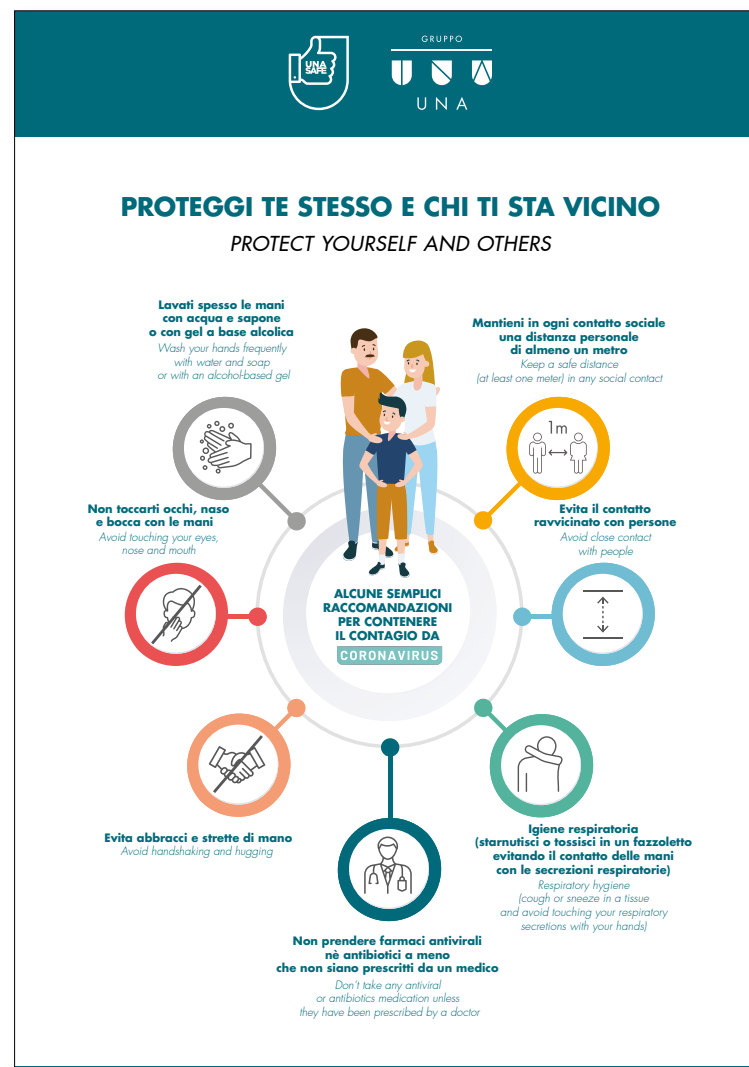 UNA
SAFE
GRUPPO
UNA
UNA
PROTEGGI TE STESSO E CHI TI STA VICINO
PROTECT YOURSELF AND OTHERS
Lavati spesso le mani
con acqua e sapone
o con gel a base alcolica
Wash your hands frequently
with water and soap
or with an alcohol-based gel
Mantieni in ogni contatto sociale
una distanza personale
di almeno un metro
Keep a safe distance
(at least one meter) in any social contact
1m
Non toccarti occhi, naso
e bocca con le mani
Avoid touching your eyes,
nose and mouth
Evita il contatto
ravvicinato con persone
Avoid close contact
with people
ALCUNE SEMPLICI
RACCOMANDAZIONI
PER CONTENERE
IL CONTAGIO DA
CORONAVIRUS
Evita abbracci e strette di mano
Avoid handshaking and hugging
Igiene respiratoria
(starnutisci o tossisci in un fazzoletto
evitando il contatto delle mani
con le secrezioni respiratorie)
Respiratory hygiene
(cough or sneeze in a tissue
and avoid touching your respiratory
secretions with your hands)
Non prendere farmaci antivirali
nè antibiotici a meno
che non siano prescritti da un medico
Don't take any antiviral
or antibiotics medication unless
they have been prescribed by a doctor